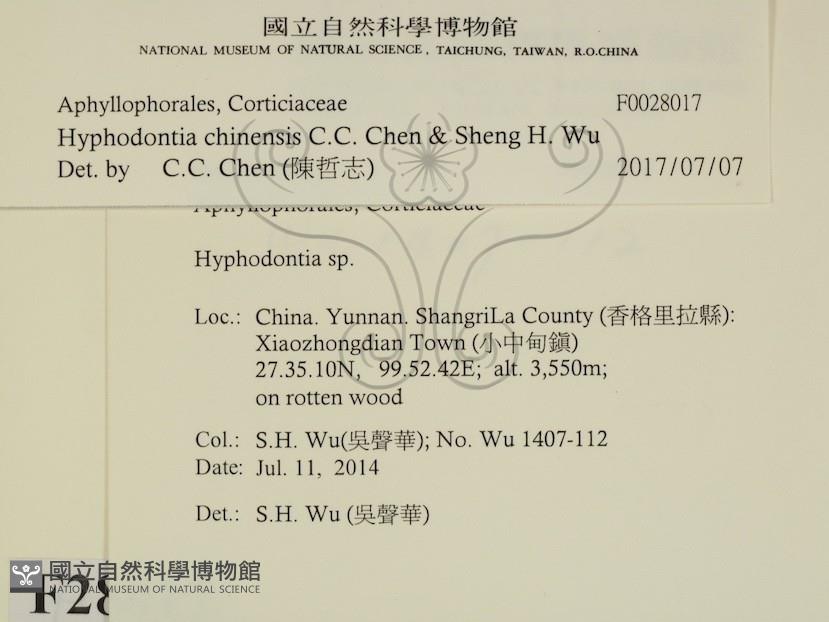 國立自然科學博物館
NATIONAL MUSEUM OF NATURAL SCIENCE, TAICHUNG, TAIWAN, R.O.CHINA
Aphyllophorales, Corticiaceae F0028017
Hyphodontia chinensis C.C. Chen & Sheng H. Wu
Det. by C.C. Chen (陳哲志) 2017/07/07
Aphyllophorales, Corticiaceae
Hyphodontia sp.
Loc.: China. Yunnan. ShangriLa County (香格里拉縣):
Xiaozhongdian Town (小中甸鎭)
27.35.10N, 99.52.42E; alt. 3,550m;
on rotten wood
Col.: S.H. Wu(吳聲華); No. Wu 1407-112
Date: Jul. 11, 2014
Det.: S.H. Wu (吳聲華)
國立自然科學博物館
NATIONAL MUSEUM OF NATURAL SCIENCE
F28